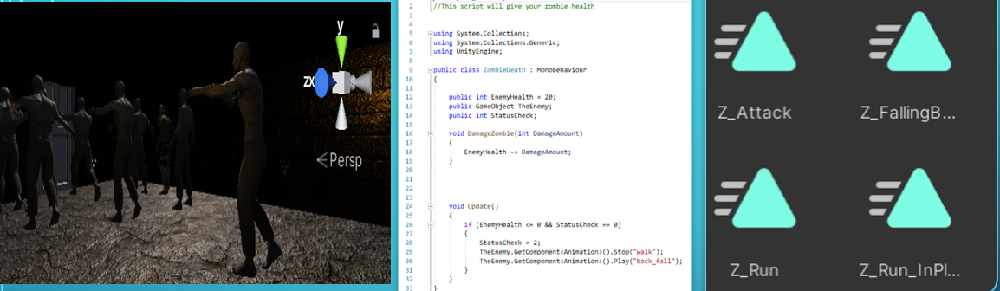 y
zx
Persp
2 //This script will give your zombie health
3
4
5 using System.Collections;
6 using System.Collections.Generic;
7 using UnityEngine;
8
9 public class ZombieDeath : MonoBehaviour
10 {
11
12 public int EnemyHealth = 20;
13 public GameObject TheEnemy;
14 public int StatusCheck;
15
16 void DamageZombie(int DamageAmount)
17 {
18 EnemyHealth -= DamageAmount;
19 }
20
21
22
23
24 void Update()
25 {
26 if (EnemyHealth <= 0 && StatusCheck == 0)
27 {
28 StatusCheck = 2;
29 TheEnemy.GetComponent<Animation>().Stop("walk");
30 TheEnemy.GetComponent<Animation>().Play("back_fall");
31 }
32 }
33 }
Z_Attack
Z_FallingB...
Z_Run
Z_Run_InPl...